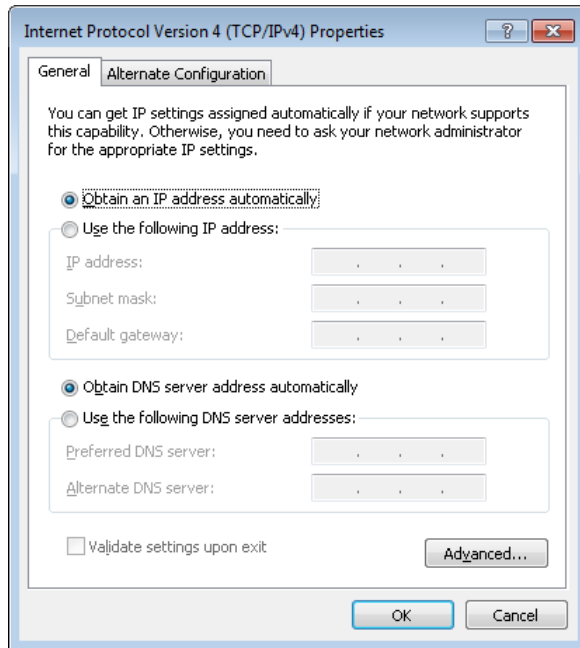 Internet Protocol Version 4 (TCP/IPv4) Properties
General
Alternate Configuration
You can get IP settings assigned automatically if your network supports
this capability. Otherwise, you need to ask your network administrator
for the appropriate IP settings.
Obtain an IP address automatically
Use the following IP address:
IP address:
Subnet mask:
Default gateway:
Obtain DNS server address automatically
Use the following DNS server addresses:
Preferred DNS server:
Alternate DNS server:
Validate settings upon exit
Advanced...
OK
Cancel